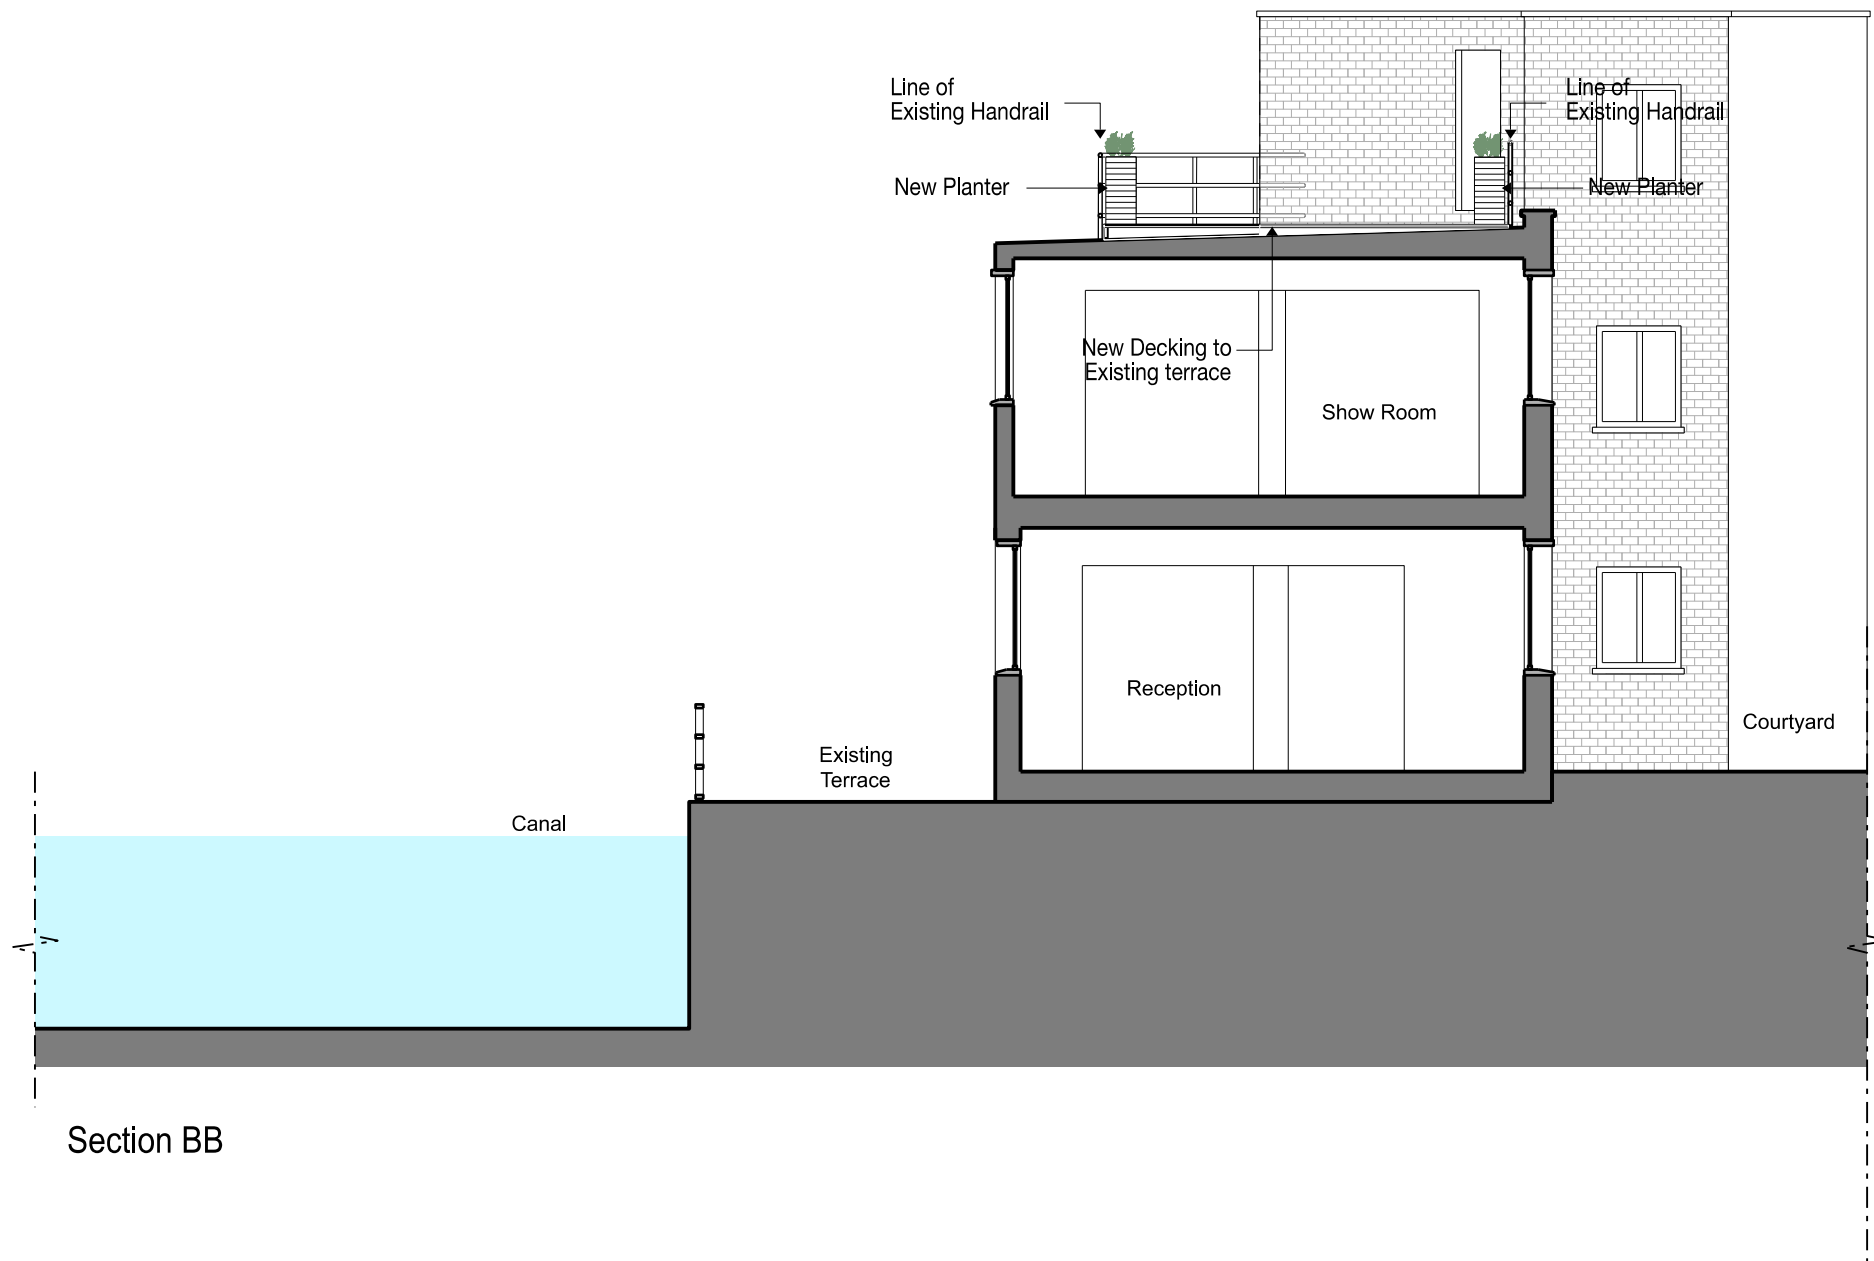 Line of
Existing Handrail
Line of
Existing Handrail
New Planter
New Planter
New Decking to
Existing terrace
Show Room
Reception
Courtyard
Existing
Terrace
Canal
Section BB